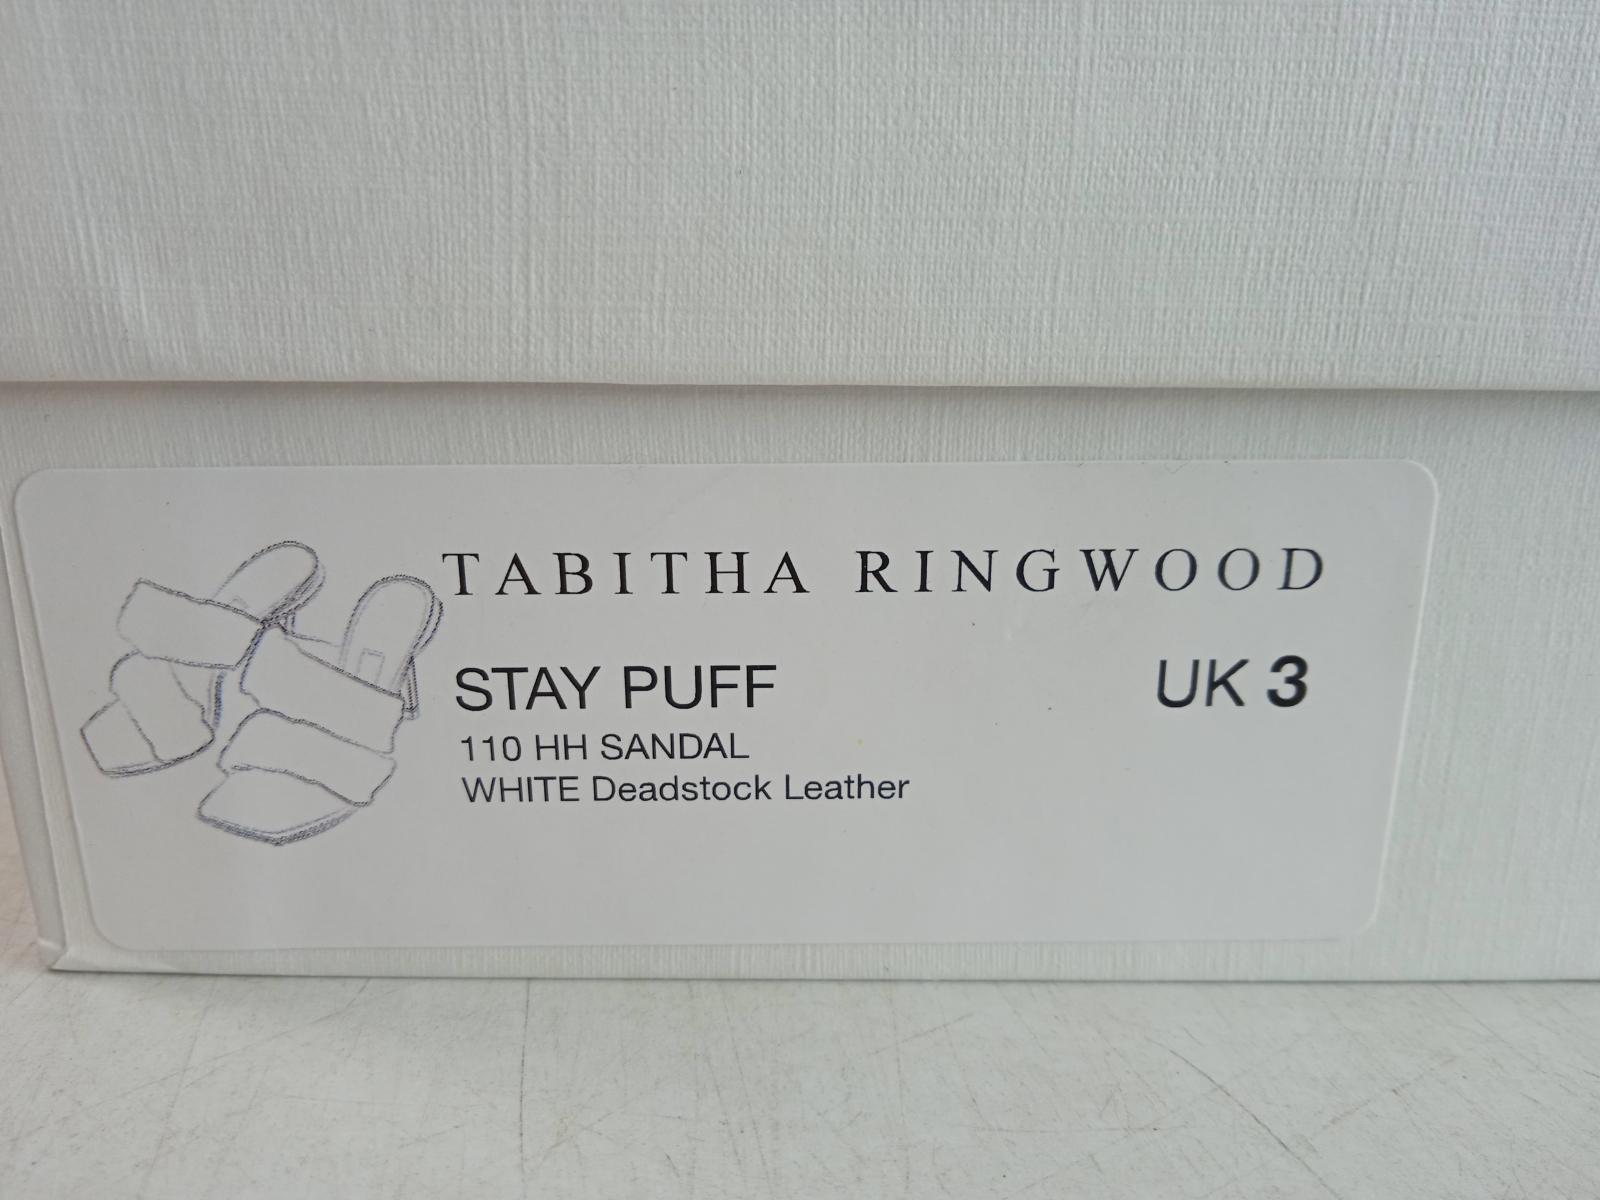 TABITHA RINGWOOD
STAY PUFF
UK 3
110 HH SANDAL
WHITE Deadstock Leather